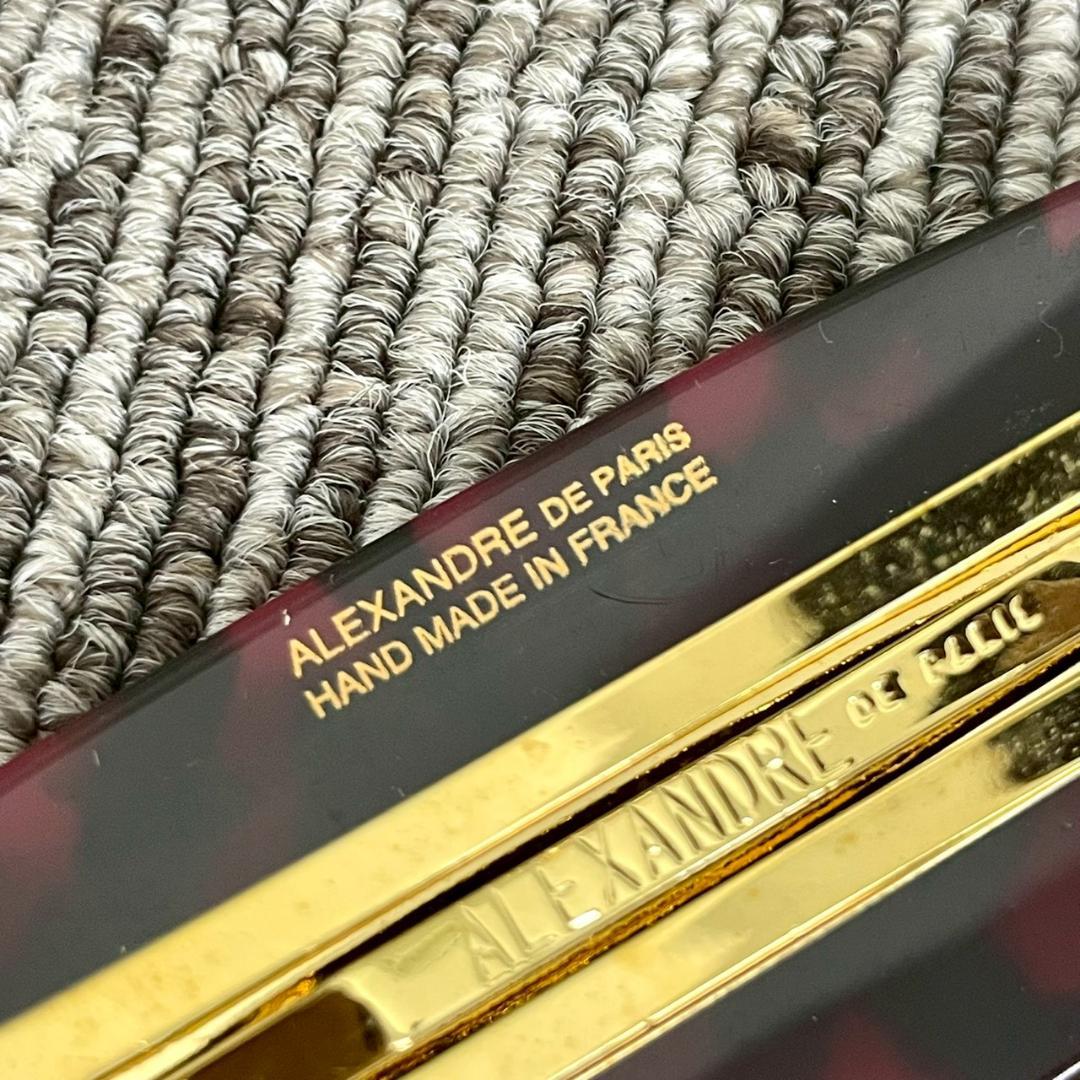 ALEXANDRE DE PARIS
HAND MADE IN FRANCE
ALEXANDRE DE